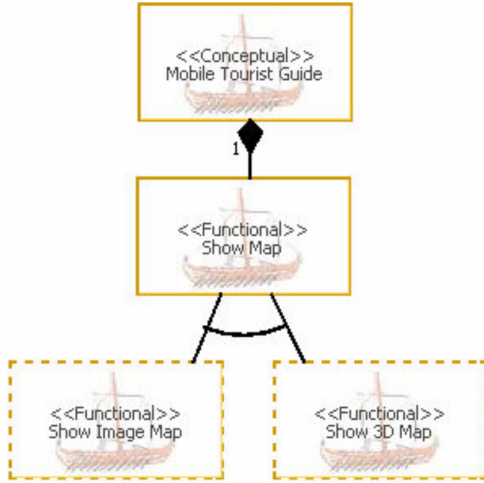 <<Conceptual>>
Mobile Tourist Guide
1
<<Functional>>
Show Map
<<Functional>>
Show Image Map
<<Functional>>
Show 3D Map